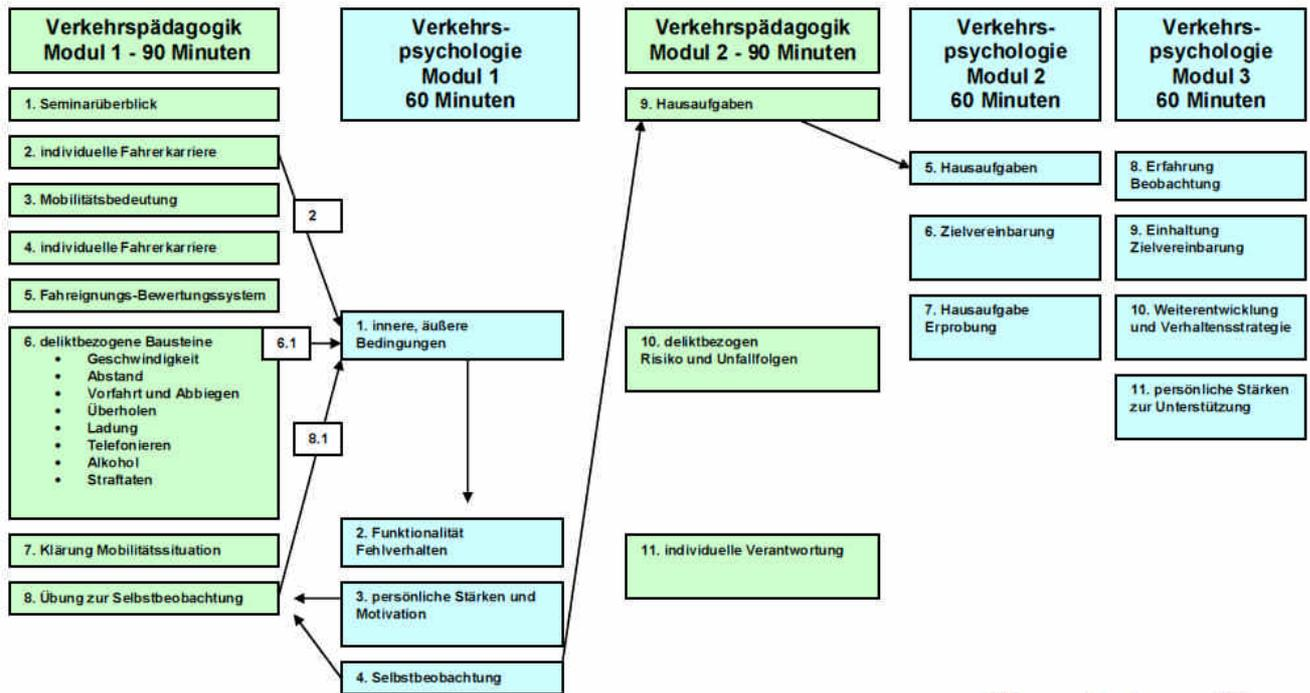 Verkehrspädagogik
Modul 1 - 90 Minuten
1. Seminarüberblick
2. individuelle Fahrerkarriere
3. Mobilitätsbedeutung
4. individuelle Fahrerkarriere
5. Fahreignungs-Bewertungssystem
6. deliktbezogene Bausteine
• Geschwindigkeit
• Abstand
• Vorfahrt und Abbiegen
• Überholen
• Ladung
• Telefonieren
• Alkohol
• Straftaten
7. Klärung Mobilitätssituation
8. Übung zur Selbstbeobachtung
2
6.1
8.1
Verkehrs-
psychologie
Modul 1
60 Minuten
1. innere, äußere
Bedingungen
2. Funktionalität
Fehlverhalten
3. persönliche Stärken und
Motivation
4. Selbstbeobachtung
Verkehrspädagogik
Modul 2 - 90 Minuten
9. Hausaufgaben
10. deliktbezogen
Risiko und Unfallfolgen
11. individuelle Verantwortung
Verkehrs-
psychologie
Modul 2
60 Minuten
5. Hausaufgaben
6. Zielvereinbarung
7. Hausaufgabe
Erprobung
Verkehrs-
psychologie
Modul 3
60 Minuten
8. Erfahrung
Beobachtung
9. Einhaltung
Zielvereinbarung
10. Weiterentwicklung
und Verhaltensstrategie
11. persönliche Stärken
zur Unterstützung